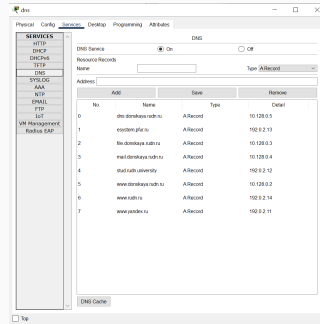 dns
Physical Config Services Desktop Programming Attributes
SERVICES
HTTP
DHCP
DHCPv6
TFTP
DNS
SYSLOG
AAA
NTP
EMAIL
FTP
IoT
VM Management
Radius EAP
DNS
DNS Service On Off
Resource Records
Name Type A Record
Address
Add Save Remove
No. Name Type Detail
0 dns.donskaya.rudn.ru A Record 10.128.0.5
1 esystem.pfur.ru A Record 192.0.2.13
2 file.donskaya.rudn.ru A Record 10.128.0.3
3 mail.donskaya.rudn.ru A Record 10.128.0.4
4 stud.rudn.university A Record 192.0.2.12
5 www.donskaya.rudn.ru A Record 10.128.0.2
6 www.rudn.ru A Record 192.0.2.14
7 www.yandex.ru A Record 192.0.2.11
DNS Cache
Top